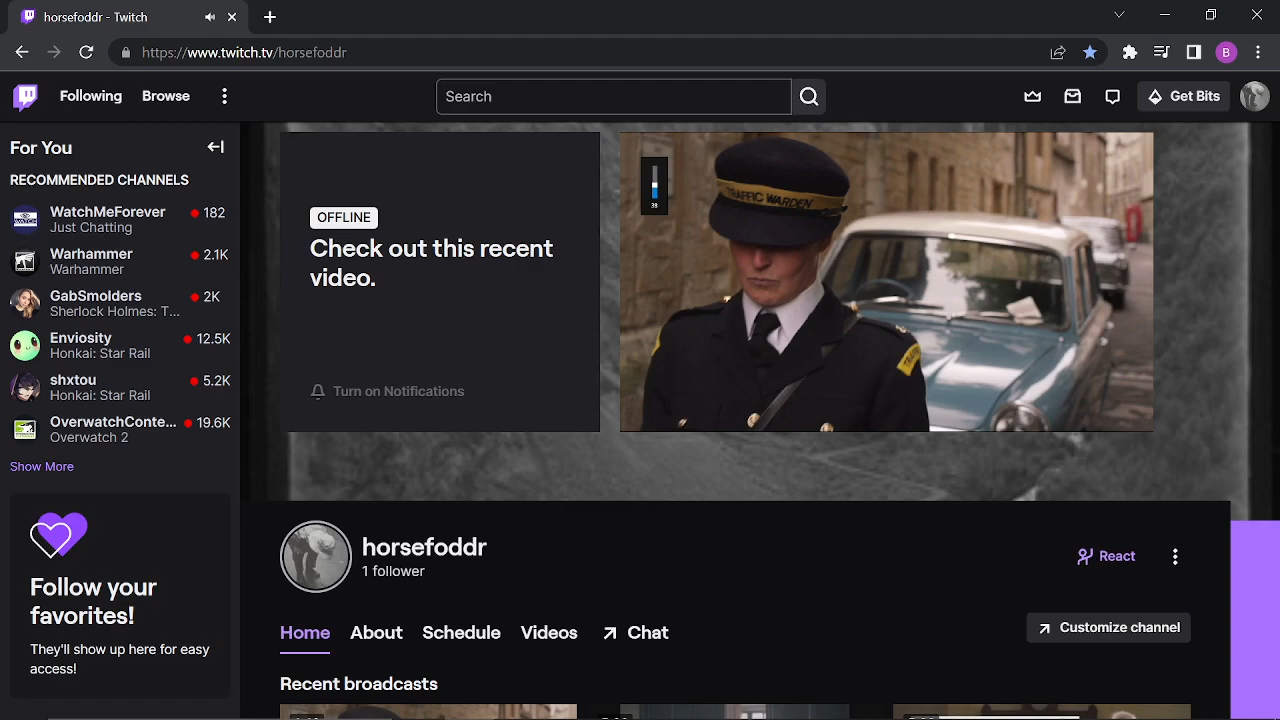 horsefoddr - Twitch
https://www.twitch.tv/horsefoddr
B
Following
Browse
Search
Get Bits
For You
RECOMMENDED CHANNELS
WatchMeForever
182
Just Chatting
Warhammer
2.1K
Warhammer
GabSmolders
2K
Sherlock Holmes: T...
Enviosity
12.5K
Honkai: Star Rail
shxtou
5.2K
Honkai: Star Rail
OverwatchConte...
19.6K
Overwatch 2
Show More
Follow your
favorites!
They'll show up here for easy
access!
OFFLINE
Check out this recent
video.
Turn on Notifications
38
TRAFFIC WARDEN
horsefoddr
1 follower
React
Home
About
Schedule
Videos
Chat
Customize channel
Recent broadcasts